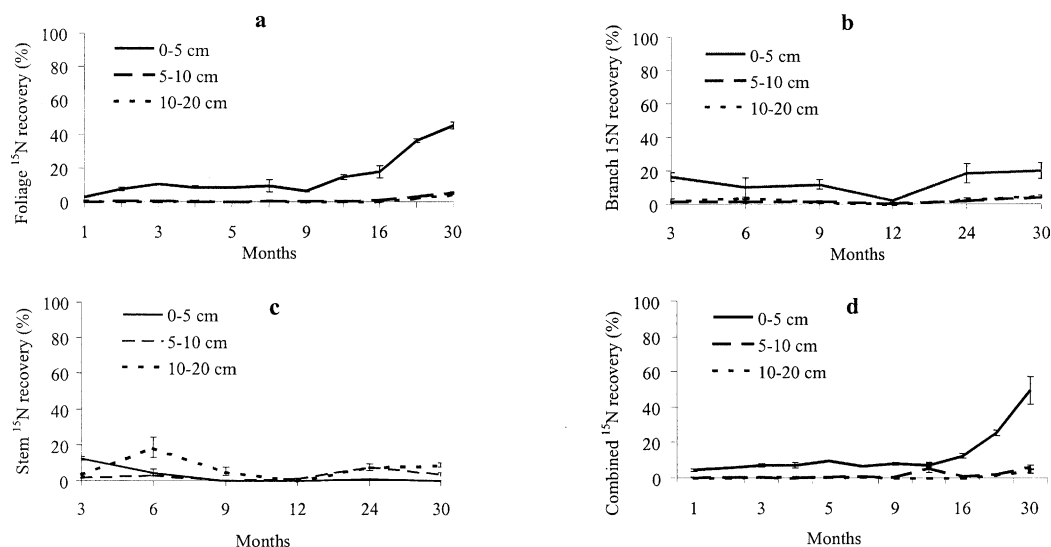 a
Foliage ¹⁵N recovery (%)
100
80
60
40
20
0
0-5 cm
5-10 cm
10-20 cm
1 3 5 9 16 30
Months
b
Branch 15N recovery (%)
100
80
60
40
20
0
0-5 cm
5-10 cm
10-20 cm
3 6 9 12 24 30
Months
c
Stem ¹⁵N recovery (%)
100
80
60
40
20
0
0-5 cm
5-10 cm
10-20 cm
3 6 9 12 24 30
Months
d
Combined ¹⁵N recovery (%)
100
80
60
40
20
0
0-5 cm
5-10 cm
10-20 cm
1 3 5 9 16 30
Months